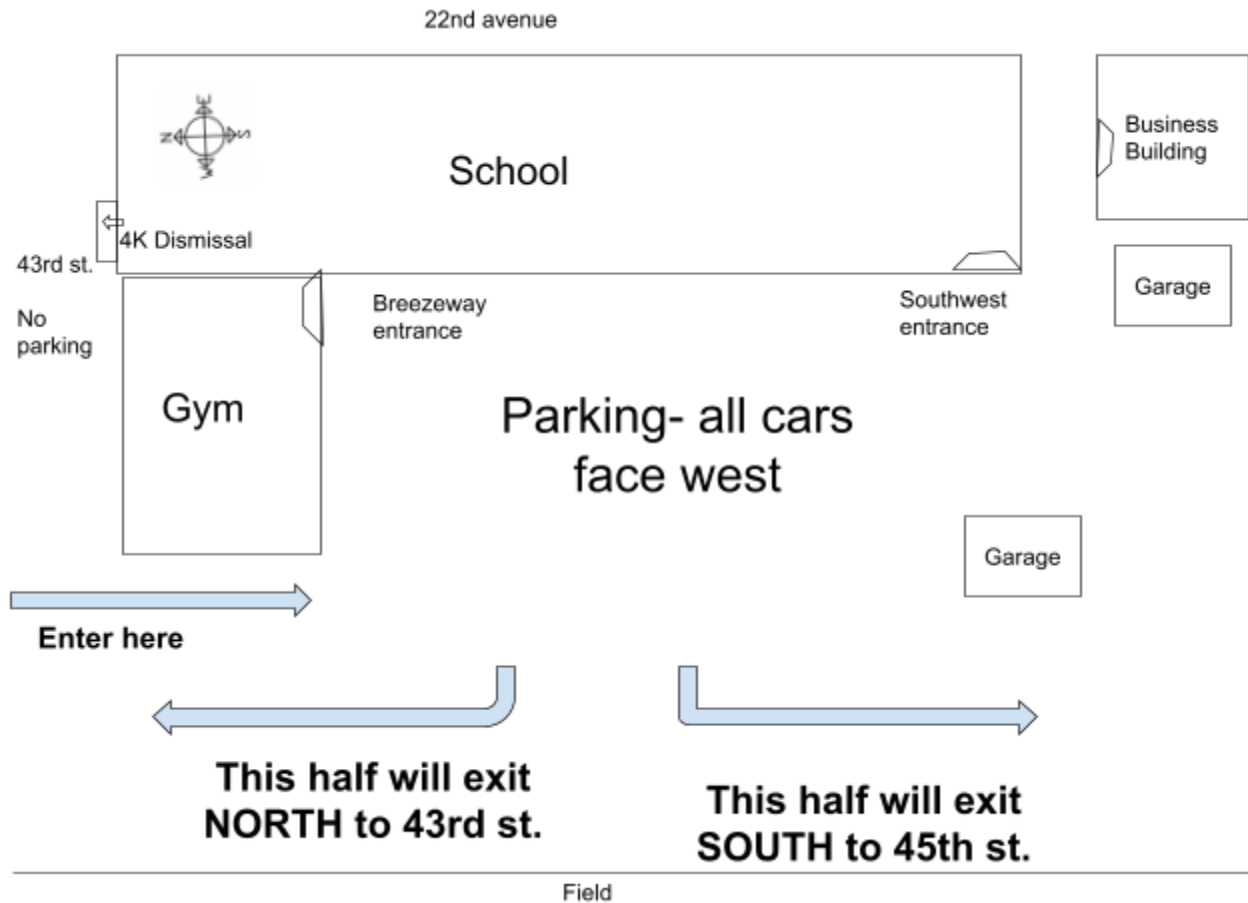 22nd avenue
N
E
S
W
School
Business
Building
4K Dismissal
43rd st.
No
parking
Breezeway
entrance
Southwest
entrance
Garage
Gym
Parking- all cars
face west
Garage
Enter here
This half will exit
NORTH to 43rd st.
This half will exit
SOUTH to 45th st.
Field